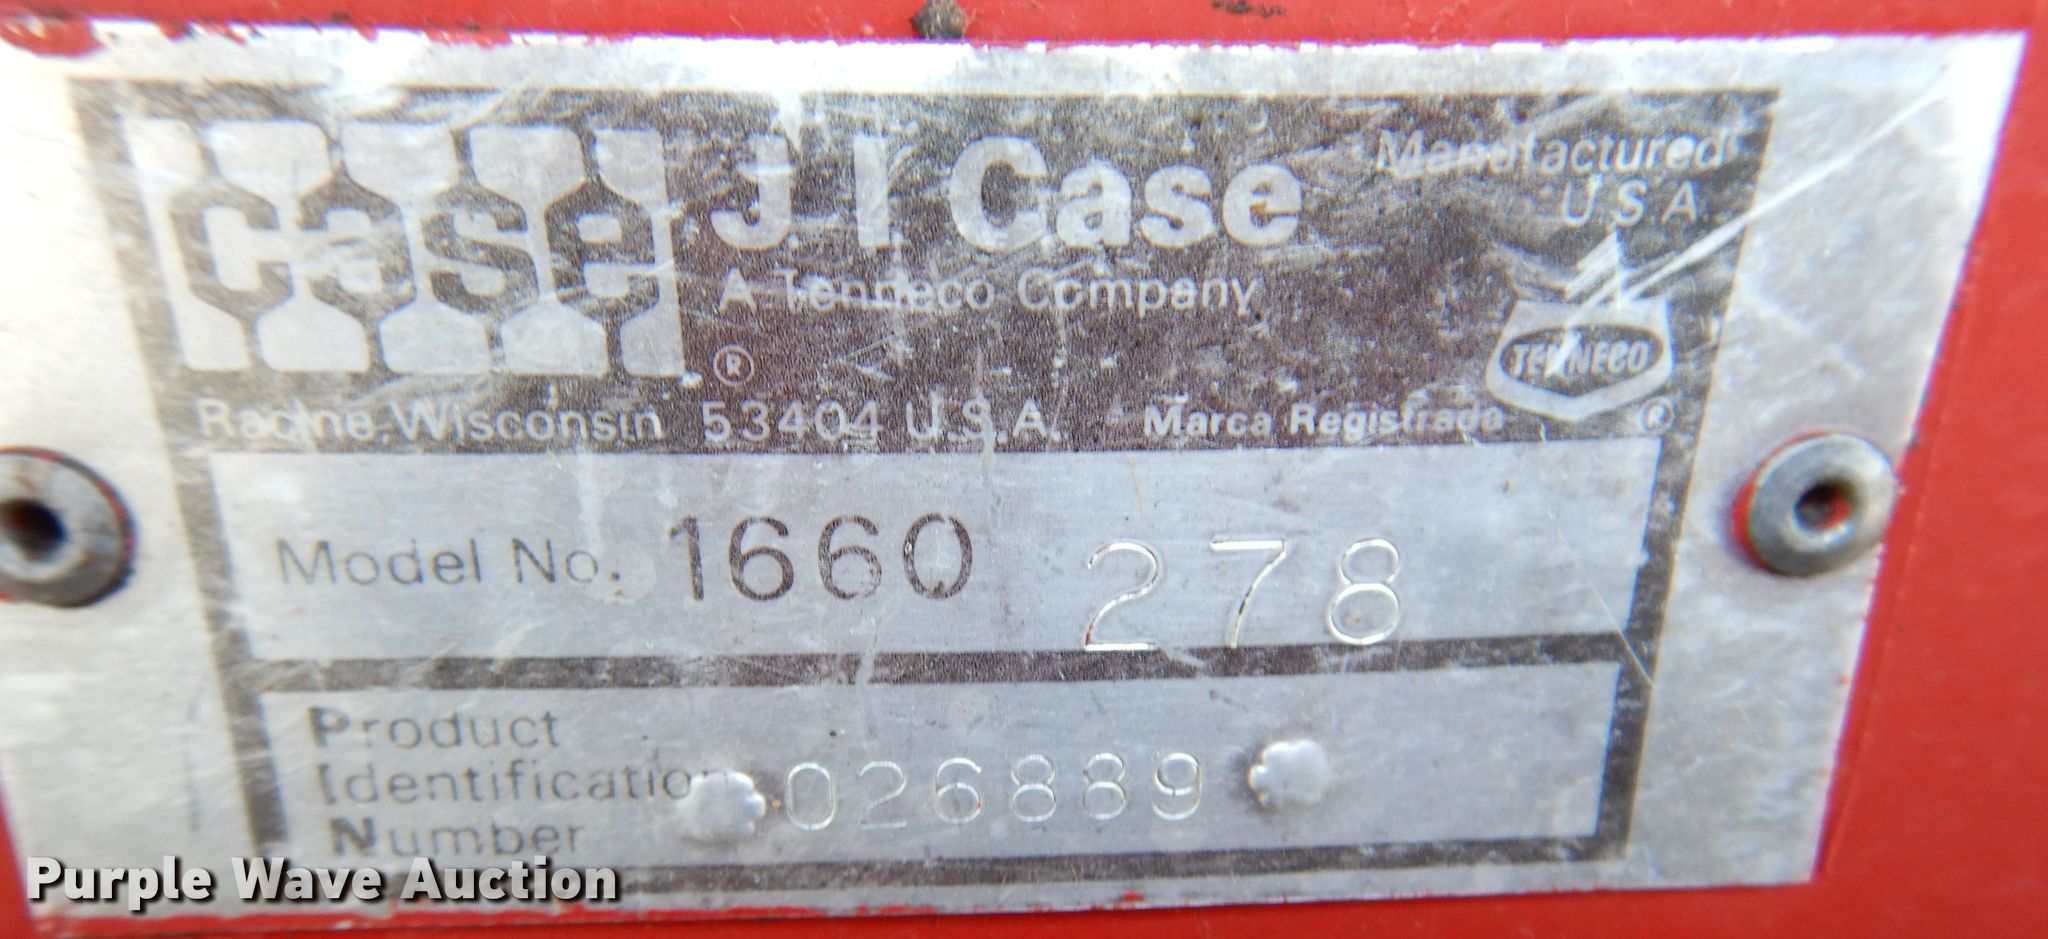 case
J I Case
Manufactured
U.S.A.
A Tenneco Company
TENNECO
®
Racine, Wisconsin 53404 U.S.A.
Marca Registrada
®
Model No. 1660 278
Product
Identification
Number
026889
Purple Wave Auction